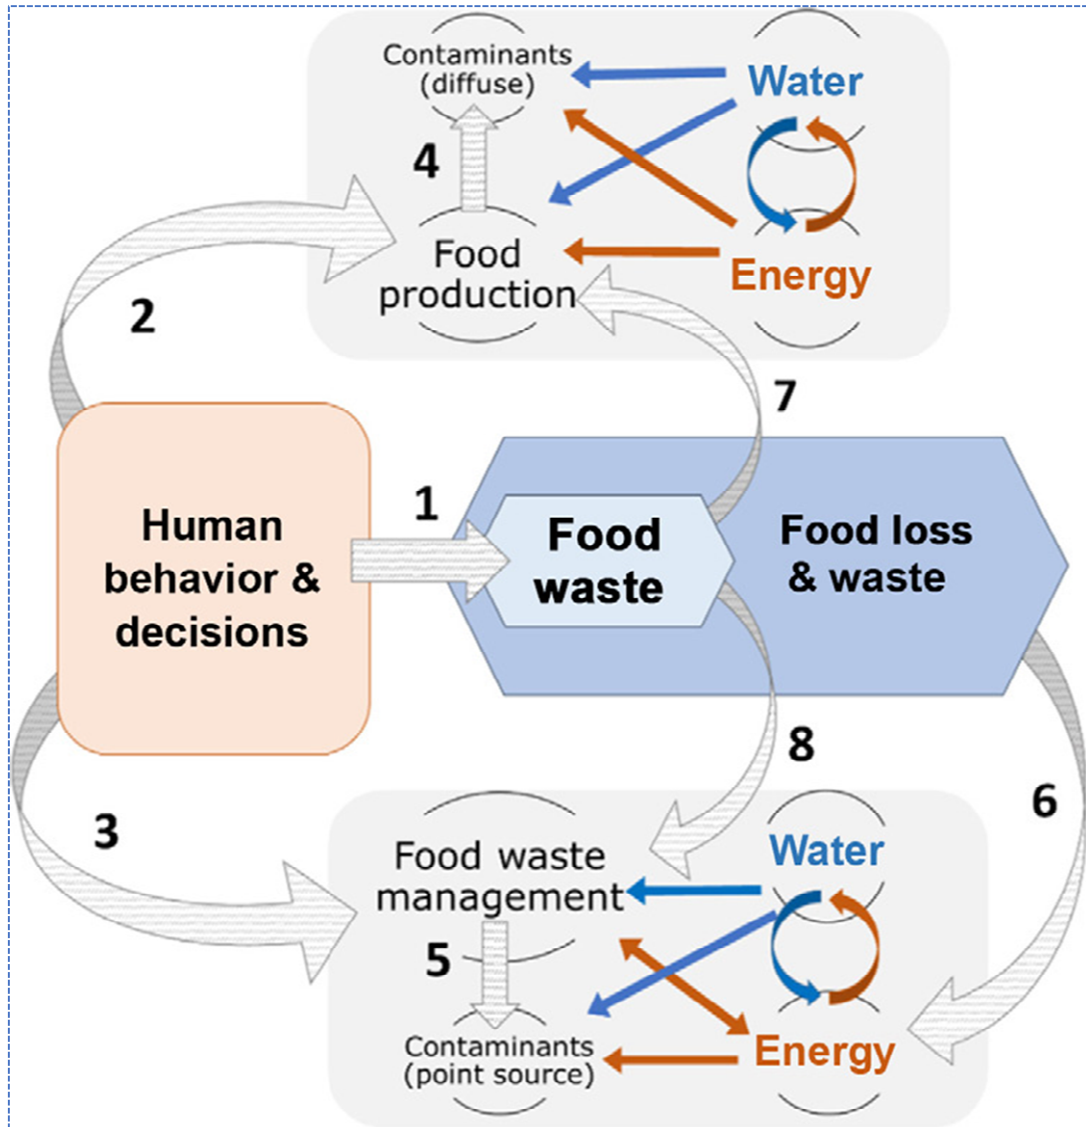 Contaminants
(diffuse)
Water
4
Food
production
Energy
2
7
1
Human
behavior &
decisions
Food
waste
Food loss
& waste
8
6
3
Food waste
management
Water
5
Contaminants
(point source)
Energy